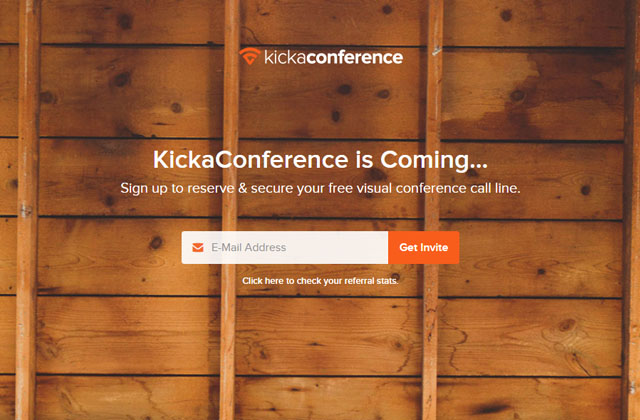 kickaconference
KickaConference is Coming...
Sign up to reserve & secure your free visual conference call line.
E-Mail Address
Get Invite
Click here to check your referral stats.